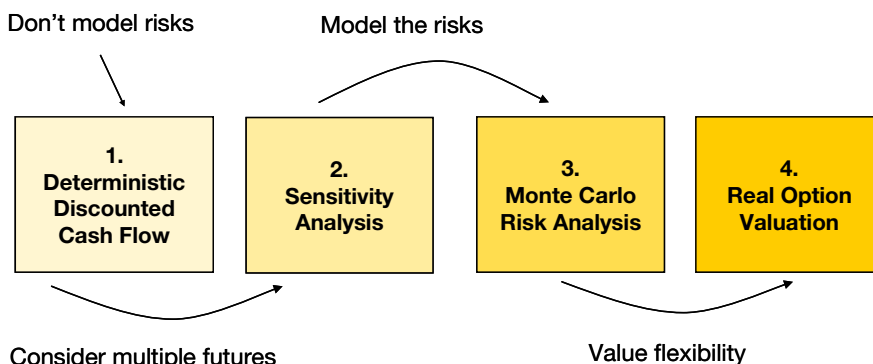 Don’t model risks
Model the risks
1.
Deterministic
Discounted
Cash Flow
2.
Sensitivity
Analysis
3.
Monte Carlo
Risk Analysis
4.
Real Option
Valuation
Consider multiple futures
Value flexibility